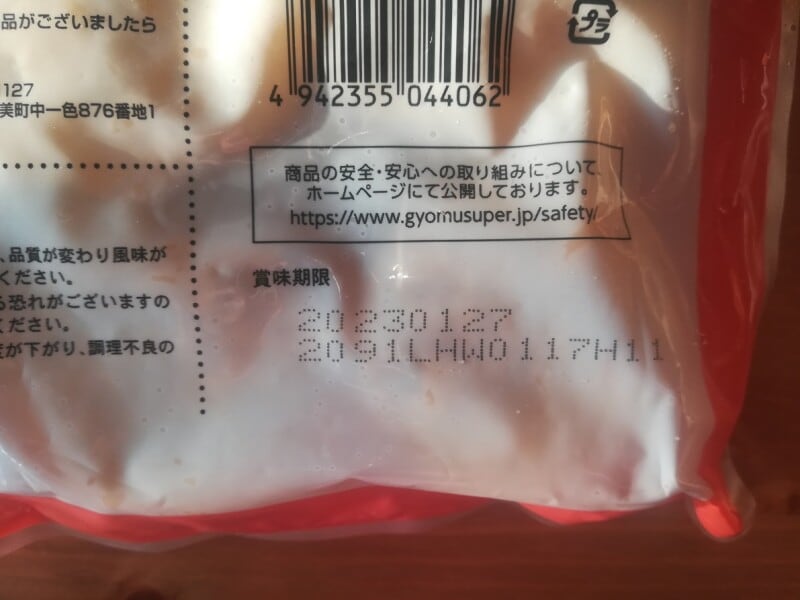 品がございましたら
プラ
127
美町中一色876番地1
4 942355 044062
商品の安全・安心への取り組みについて、
ホームページにて公開しております。
https://www.gyomusuper.jp/safety/
、品質が変わり風味が
ください。
る恐れがございますの
ください。
度が下がり、調理不良の
賞味期限
20230127
2091LHW0117H11